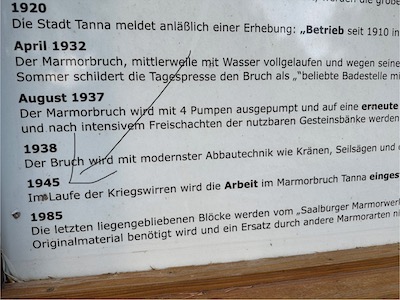 1920
Die Stadt Tanna meldet anläßlich einer Erhebung: „Betrieb seit 1910 in
April 1932
Der Marmorbruch, mittlerweile mit Wasser vollgelaufen und wegen seine
Sommer schildert die Tagespresse den Bruch als „"beliebte Badestelle mi
August 1937
Der Marmorbruch wird mit 4 Pumpen ausgepumpt und auf eine erneute
und nach intensivem Freischachten der nutzbaren Gesteinsbänke werden
1938
Der Bruch wird mit modernster Abbautechnik wie Kränen, Seilsägen und
1945
Im Laufe der Kriegswirren wird die Arbeit im Marmorbruch Tanna einges
1985
Die letzten liegengebliebenen Blöcke werden vom „Saalburger Marmorwerk
Originalmaterial benötigt wird und ein Ersatz durch andere Marmorarten ni